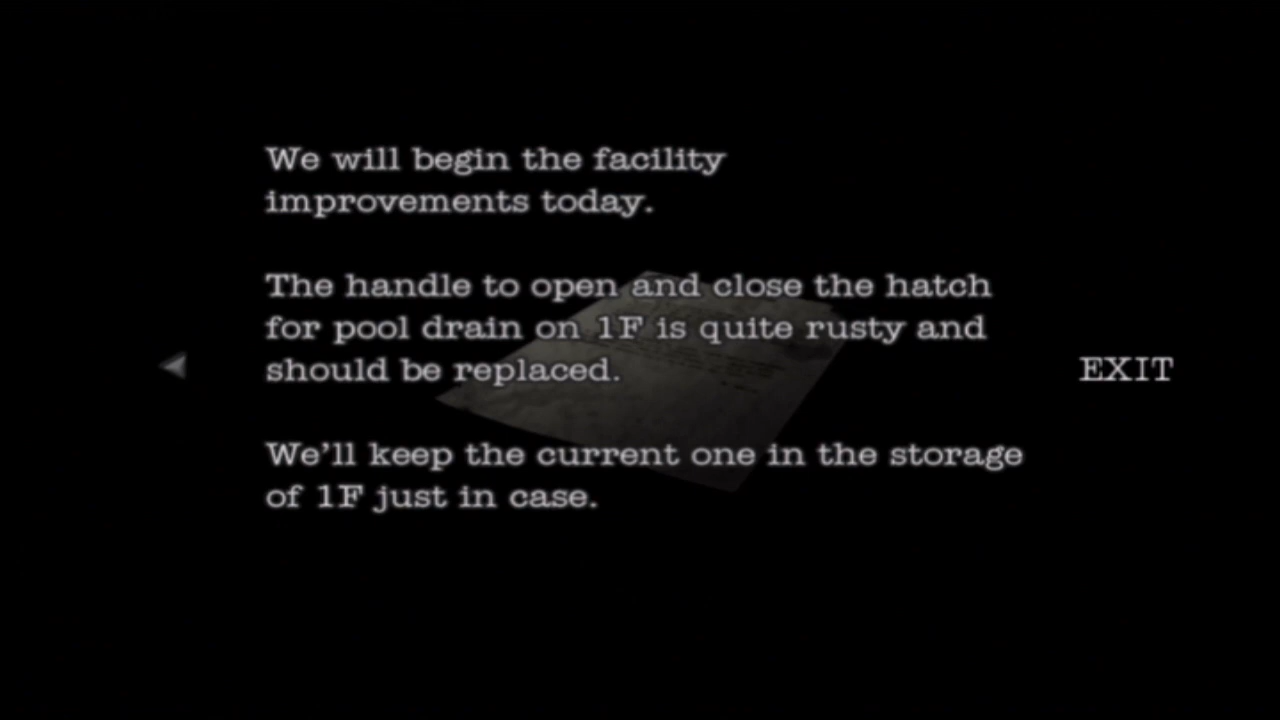 We will begin the facility
improvements today.
The handle to open and close the hatch
for pool drain on 1F is quite rusty and
should be replaced.
EXIT
We’ll keep the current one in the storage
of 1F just in case.